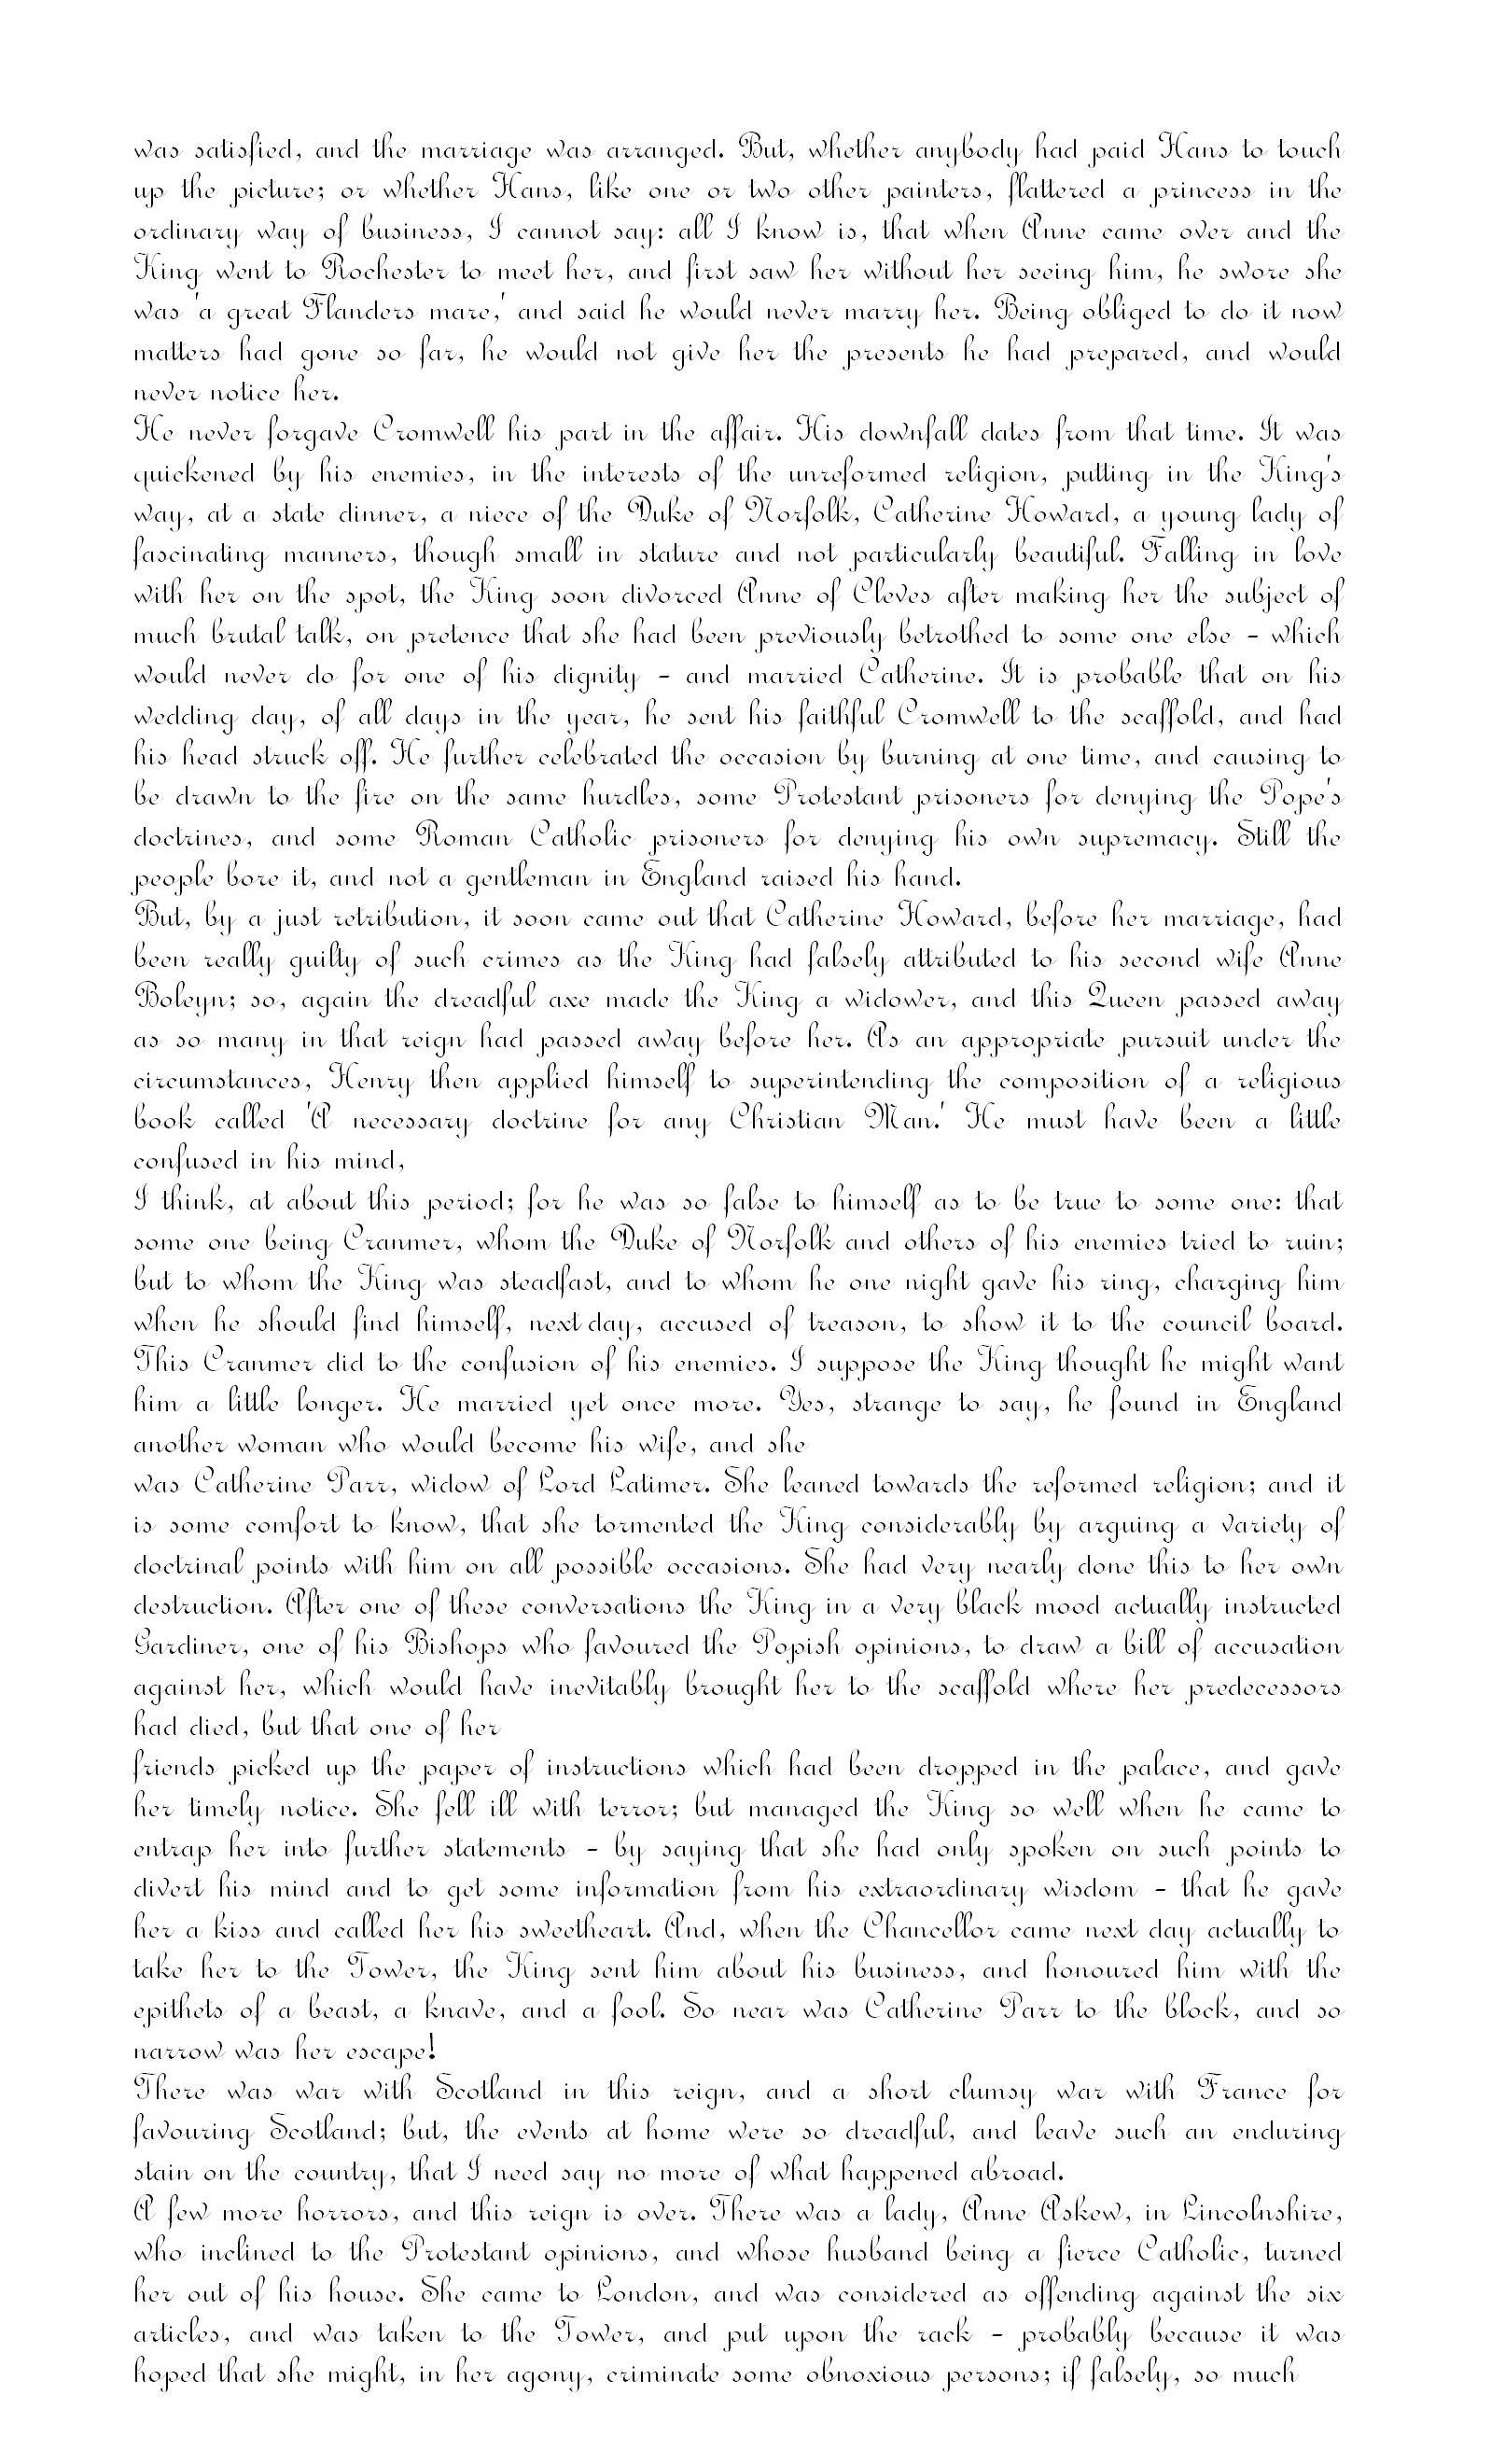 was satisfied, and the marriage was arranged. But, whether anybody had paid Hans to touch
up the picture; or whether Hans, like one or two other painters, flattered a princess in the
ordinary way of business, I cannot say: all I know is, that when Anne came over and the
King went to Rochester to meet her, and first saw her without her seeing him, he swore she
was 'a great Flanders mare,' and said he would never marry her. Being obliged to do it now
matters had gone so far, he would not give her the presents he had prepared, and would
never notice her.
He never forgave Cromwell his part in the affair. His downfall dates from that time. It was
quickened by his enemies, in the interests of the unreformed religion, putting in the King's
way, at a state dinner, a niece of the Duke of Norfolk, Catherine Howard, a young lady of
fascinating manners, though small in stature and not particularly beautiful. Falling in love
with her on the spot, the King soon divorced Anne of Cleves after making her the subject of
much brutal talk, on pretence that she had been previously betrothed to some one else - which
would never do for one of his dignity - and married Catherine. It is probable that on his
wedding day, of all days in the year, he sent his faithful Cromwell to the scaffold, and had
his head struck off. He further celebrated the occasion by burning at one time, and causing to
be drawn to the fire on the same hurdles, some Protestant prisoners for denying the Pope's
doctrines, and some Roman Catholic prisoners for denying his own supremacy. Still the
people bore it, and not a gentleman in England raised his hand.
But, by a just retribution, it soon came out that Catherine Howard, before her marriage, had
been really guilty of such crimes as the King had falsely attributed to his second wife Anne
Boleyn; so, again the dreadful axe made the King a widower, and this Queen passed away
as so many in that reign had passed away before her. As an appropriate pursuit under the
circumstances, Henry then applied himself to superintending the composition of a religious
book called 'A necessary doctrine for any Christian Man.' He must have been a little
confused in his mind,
I think, at about this period; for he was so false to himself as to be true to some one: that
some one being Cranmer, whom the Duke of Norfolk and others of his enemies tried to ruin;
but to whom the King was steadfast, and to whom he one night gave his ring, charging him
when he should find himself, next day, accused of treason, to show it to the council board.
This Cranmer did to the confusion of his enemies. I suppose the King thought he might want
him a little longer. He married yet once more. Yes, strange to say, he found in England
another woman who would become his wife, and she
was Catherine Parr, widow of Lord Latimer. She leaned towards the reformed religion; and it
is some comfort to know, that she tormented the King considerably by arguing a variety of
doctrinal points with him on all possible occasions. She had very nearly done this to her own
destruction. After one of these conversations the King in a very black mood actually instructed
Gardiner, one of his Bishops who favoured the Popish opinions, to draw a bill of accusation
against her, which would have inevitably brought her to the scaffold where her predecessors
had died, but that one of her
friends picked up the paper of instructions which had been dropped in the palace, and gave
her timely notice. She fell ill with terror; but managed the King so well when he came to
entrap her into further statements - by saying that she had only spoken on such points to
divert his mind and to get some information from his extraordinary wisdom - that he gave
her a kiss and called her his sweetheart. And, when the Chancellor came next day actually to
take her to the Tower, the King sent him about his business, and honoured him with the
epithets of a beast, a knave, and a fool. So near was Catherine Parr to the block, and so
narrow was her escape!
There was war with Scotland in this reign, and a short clumsy war with France for
favouring Scotland; but, the events at home were so dreadful, and leave such an enduring
stain on the country, that I need say no more of what happened abroad.
A few more horrors, and this reign is over. There was a lady, Anne Askew, in Lincolnshire,
who inclined to the Protestant opinions, and whose husband being a fierce Catholic, turned
her out of his house. She came to London, and was considered as offending against the six
articles, and was taken to the Tower, and put upon the rack - probably because it was
hoped that she might, in her agony, criminate some obnoxious persons; if falsely, so much